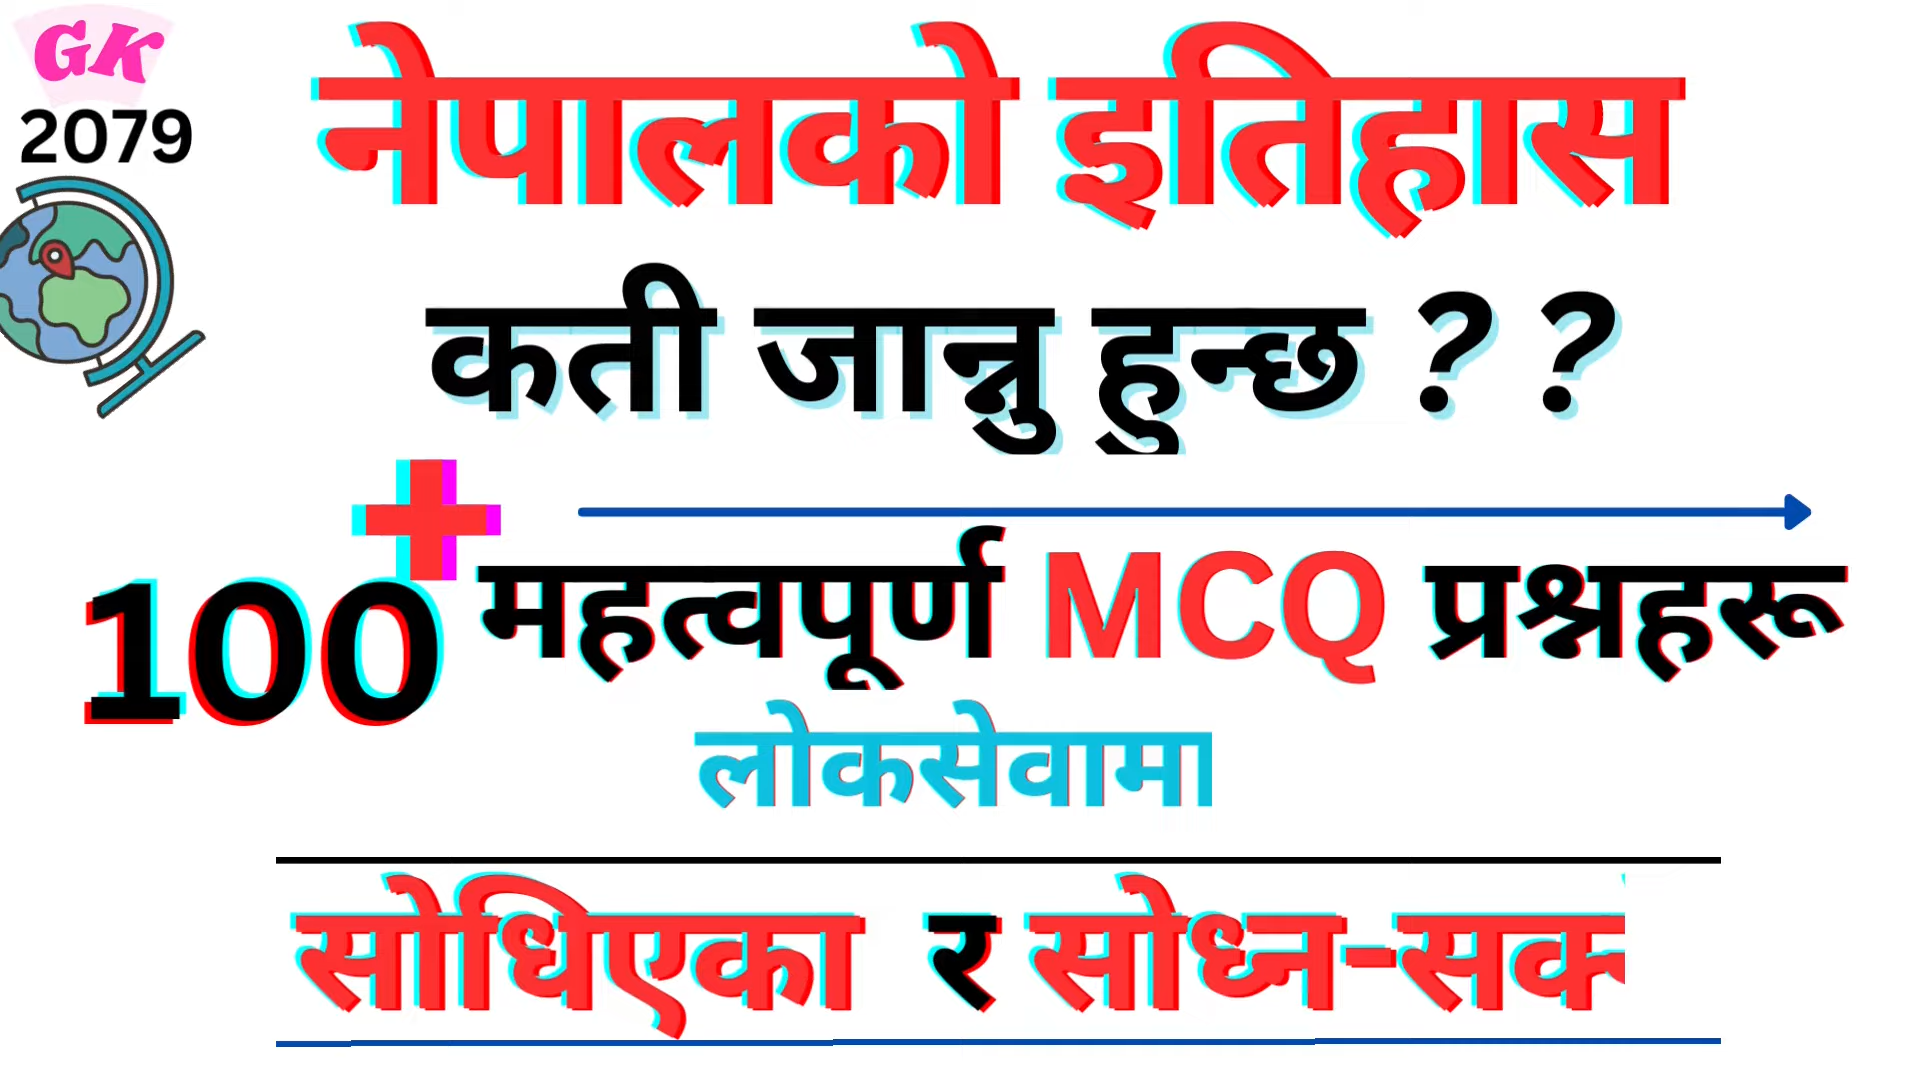 GK
2079
नेपालको इतिहास
कती जान्नु हुन्छ ? ?
100+ महत्वपूर्ण MCQ प्रश्नहरू
लोकसेवामा
सोधिएका र सोध्न-सक